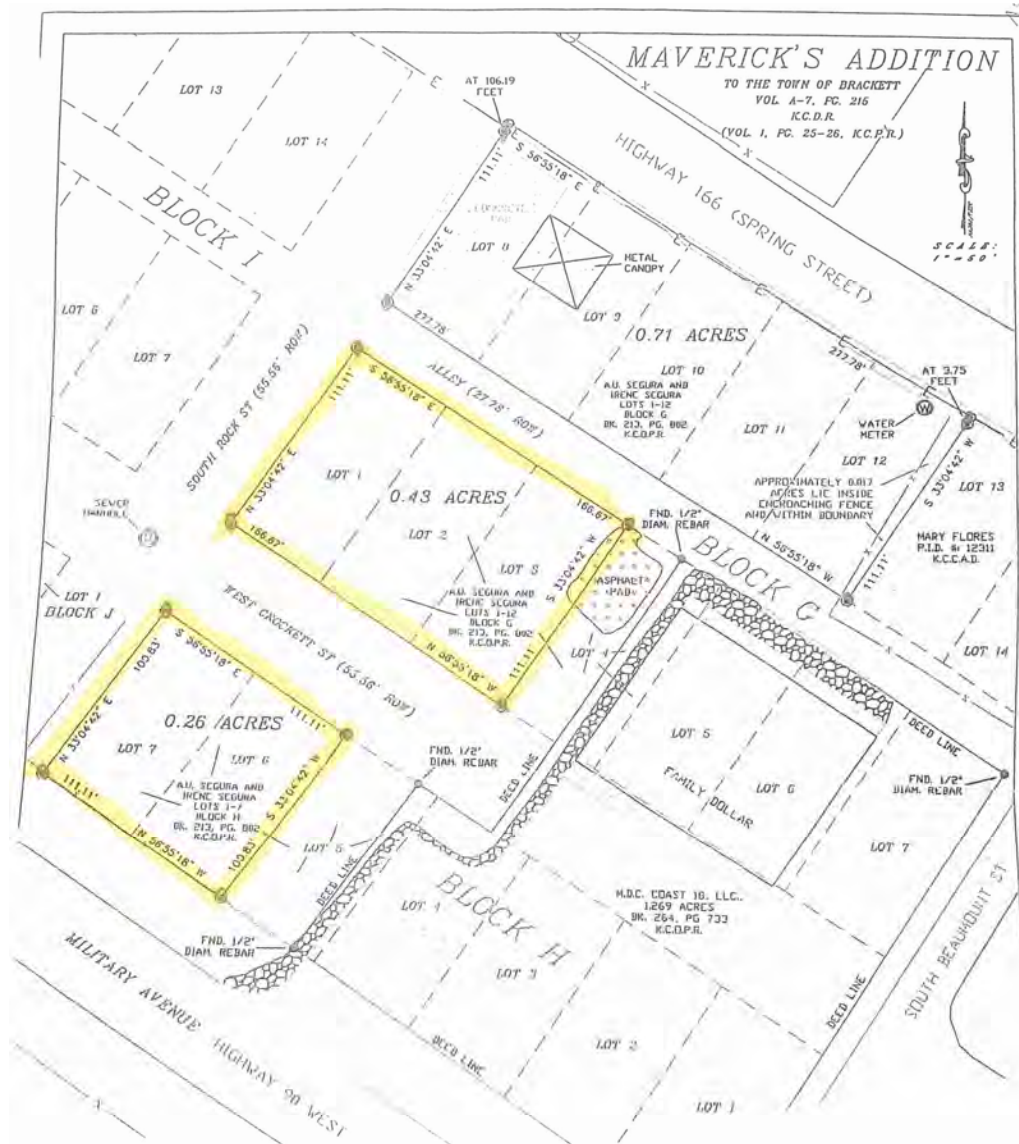 MAVERICK'S ADDITION
TO THE TOWN OF BRACKETT
VOL. A-7, PG. 216
K.C.D.R.
(VOL. 1, PG. 25-26, K.C.P.R.)
SCALE:
1" = 50'
HIGHWAY 166 (SPRING STREET)
LOT 13
LOT 14
BLOCK I
LOT 6
LOT 7
AT 106.19
FEET
S 56°55'18" E
111.11'
N 33°04'42" E
LOT 8
METAL
CANOPY
LOT 9
277.78'
0.71 ACRES
LOT 10
A.U. SEGURA AND
IRENE SEGURA
LOTS 1-12
BLOCK G
BK. 213, PG. 802
K.C.O.P.R.
LOT 11
277.78'
AT 3.75
FEET
WATER
METER
W
LOT 12
S 33°04'42" W
111.11'
APPROXIMATELY 0.017
ACRES LIE INSIDE
ENCROACHING FENCE
AND WITHIN BOUNDARY
LOT 13
MARY FLORES
P.I.D. #: 12311
K.C.C.A.D.
LOT 14
N 56°55'18" W
ALLEY (27.78' ROW)
SOUTH ROCK ST (55.56' ROW)
SEWER
MANHOLE
111.11'
N 33°04'42" E
S 56°55'18" E
166.67'
LOT 1
0.43 ACRES
LOT 2
LOT 3
A.U. SEGURA AND
IRENE SEGURA
LOTS 1-12
BLOCK G
BK. 213, PG. 802
K.C.O.P.R.
166.67'
N 56°55'18" W
S 33°04'42" W
111.11'
FND. 1/2"
DIAM. REBAR
BLOCK G
ASPHALT
PAD
LOT 4
LOT 5
LOT 6
FAMILY DOLLAR
DEED LINE
FND. 1/2"
DIAM. REBAR
LOT 7
LOT 1
BLOCK J
WEST CROCKETT ST (55.56' ROW)
S 56°55'18" E
111.11'
N 33°04'42" E
0.26 ACRES
LOT 7
LOT 6
A.U. SEGURA AND
IRENE SEGURA
LOTS 1-7
BLOCK H
BK. 213, PG. 802
K.C.O.P.R.
S 33°04'42" W
111.11'
N 56°55'18" W
LOT 5
FND. 1/2"
DIAM. REBAR
DEED LINE
DEED LINE
LOT 4
BLOCK H
LOT 3
M.D.C. COAST 16, LLC.,
1.269 ACRES
BK. 264, PG 733
K.C.O.P.R.
FND. 1/2"
DIAM. REBAR
DEED LINE
LOT 2
LOT 1
DEED LINE
SOUTH BEAUMOUNT ST
MILITARY AVENUE HIGHWAY 90 WEST